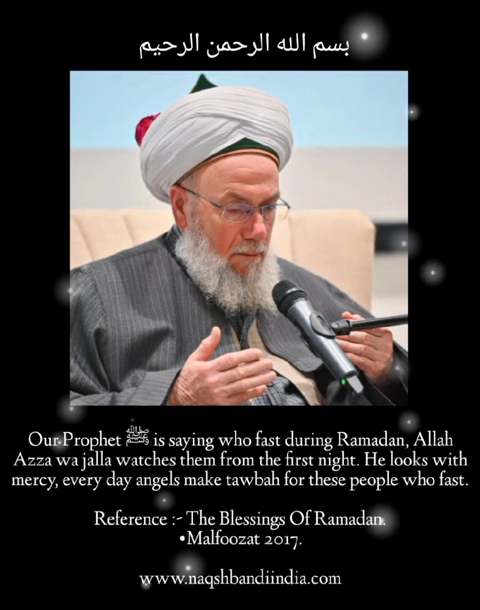 بسم الله الرحمن الرحيم
Our Prophet ﷺ is saying who fast during Ramadan, Allah
Azza wa jalla watches them from the first night. He looks with
mercy, every day angels make tawbah for these people who fast.
Reference :- The Blessings Of Ramadan.
•Malfoozat 2017.
www.naqshbandiindia.com